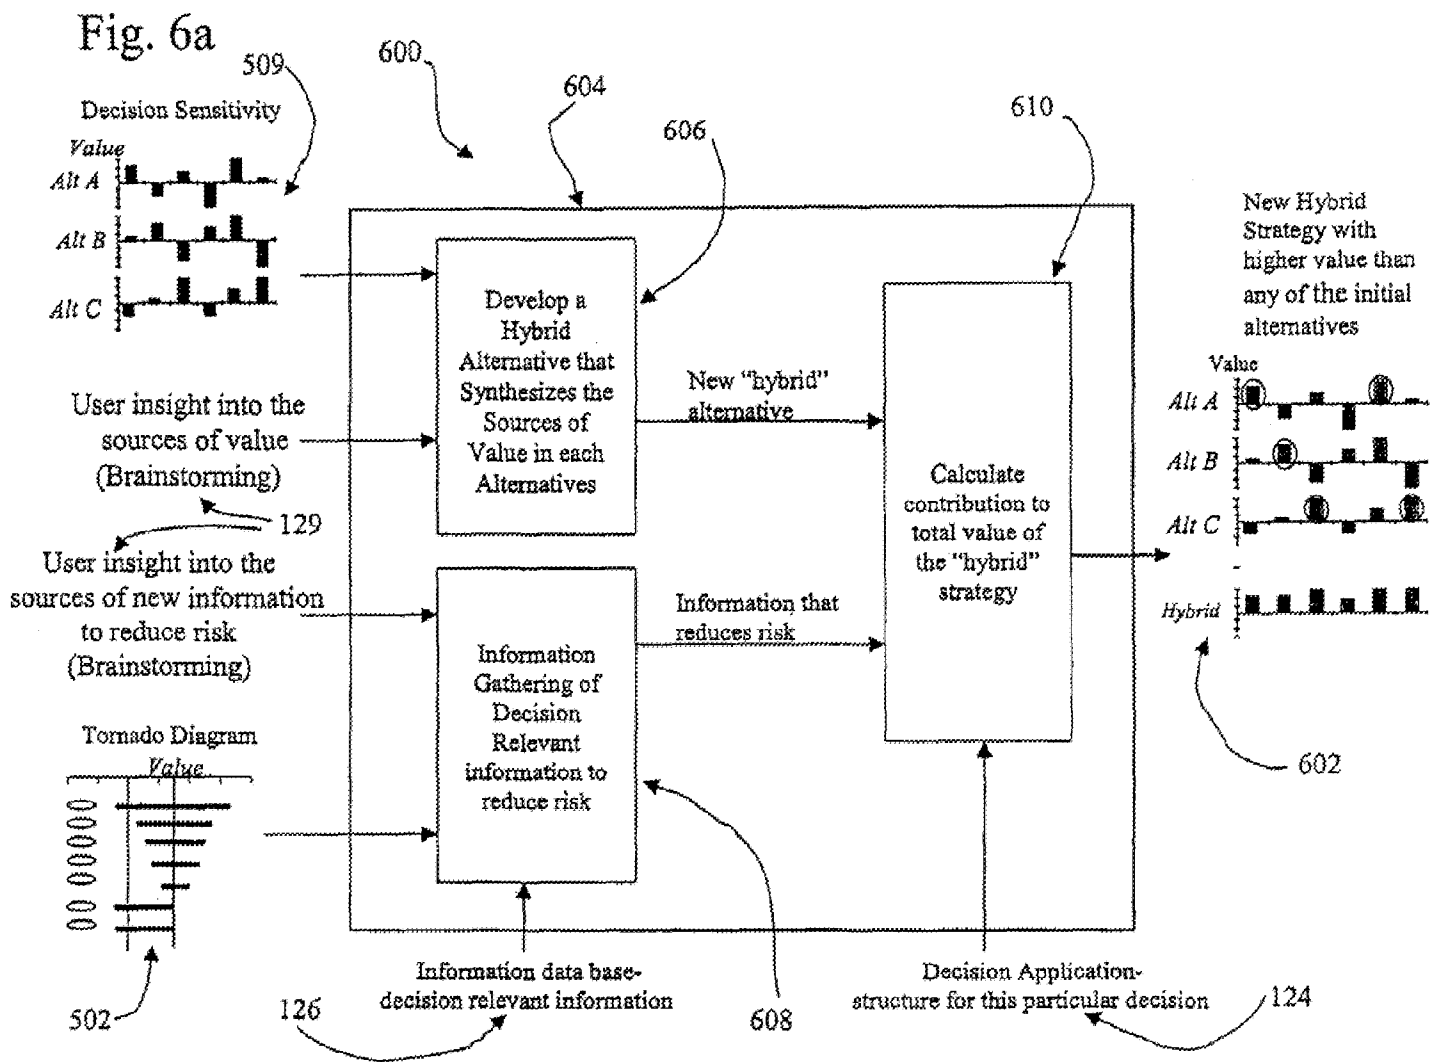 Fig. 6a
509
600
604
606
610
Decision Sensitivity
Value
Alt A
Alt B
Alt C
User insight into the
sources of value
(Brainstorming)
129
User insight into the
sources of new information
to reduce risk
(Brainstorming)
Tornado Diagram
Value
502
Develop a
Hybrid
Alternative that
Synthesizes the
Sources of
Value in each
Alternatives
New "hybrid"
alternative
Information
Gathering of
Decision
Relevant
information to
reduce risk
Information that
reduces risk
Calculate
contribution to
total value of
the "hybrid"
strategy
Information data base-
decision relevant information
126
608
Decision Application-
structure for this particular decision
124
New Hybrid
Strategy with
higher value than
any of the initial
alternatives
Value
Alt A
Alt B
Alt C
Hybrid
602